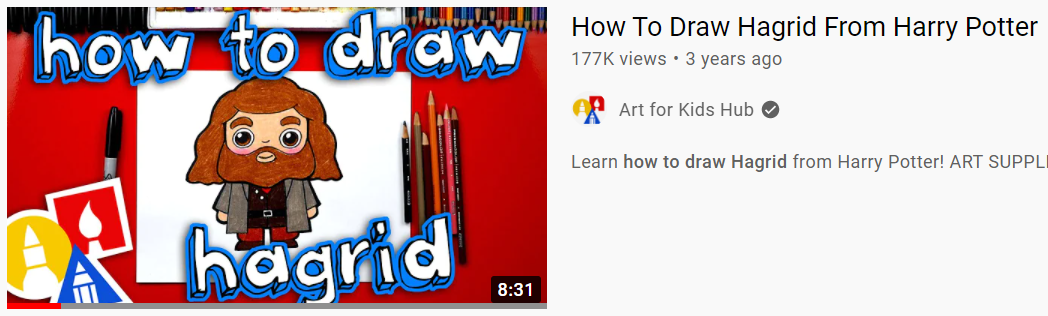 how to draw
hagrid
8:31
How To Draw Hagrid From Harry Potter
177K views • 3 years ago
Art for Kids Hub
Learn how to draw Hagrid from Harry Potter! ART SUPPL